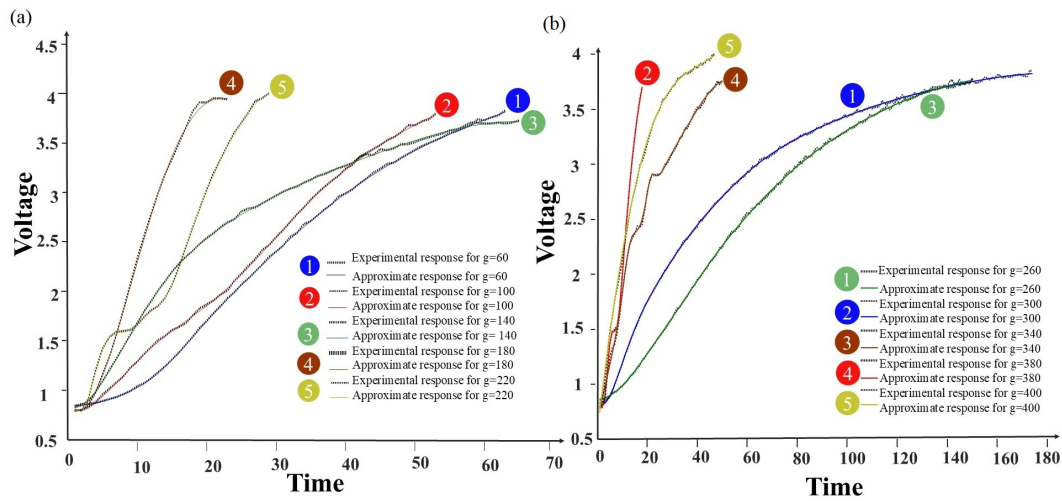 (a)
4.5
4
3.5
3
2.5
2
1
0.5
Voltage
4
5
1
2
3
1
Experimental response for g=60
Approximate response for g=60
2
Experimental response for g=100
Approximate response for g=100
3
Experimental response for g=140
Approximate response for g= 140
4
Experimental response for g=180
Approximate response for g=180
5
Experimental response for g=220
Approximate response for g=220
0 10 20 30 40 50 60 70
Time
(b)
4
3.5
3
2.5
2
1.5
1
0.5
Voltage
5
2
4
1
3
1
Experimental response for g=260
Approximate response for g=260
2
Experimental response for g=300
Approximate response for g=300
3
Experimental response for g=340
Approximate response for g=340
4
Experimental response for g=380
Approximate response for g=380
5
Experimental response for g=400
Approximate response for g=400
0 20 40 60 80 100 120 140 160 180
Time